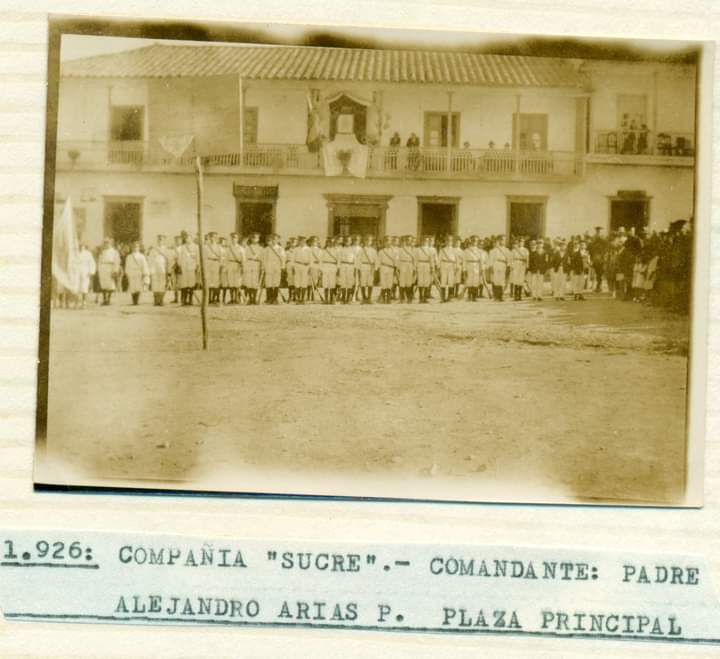 1.926: COMPAÑIA "SUCRE".- COMANDANTE: PADRE
ALEJANDRO ARIAS P. PLAZA PRINCIPAL